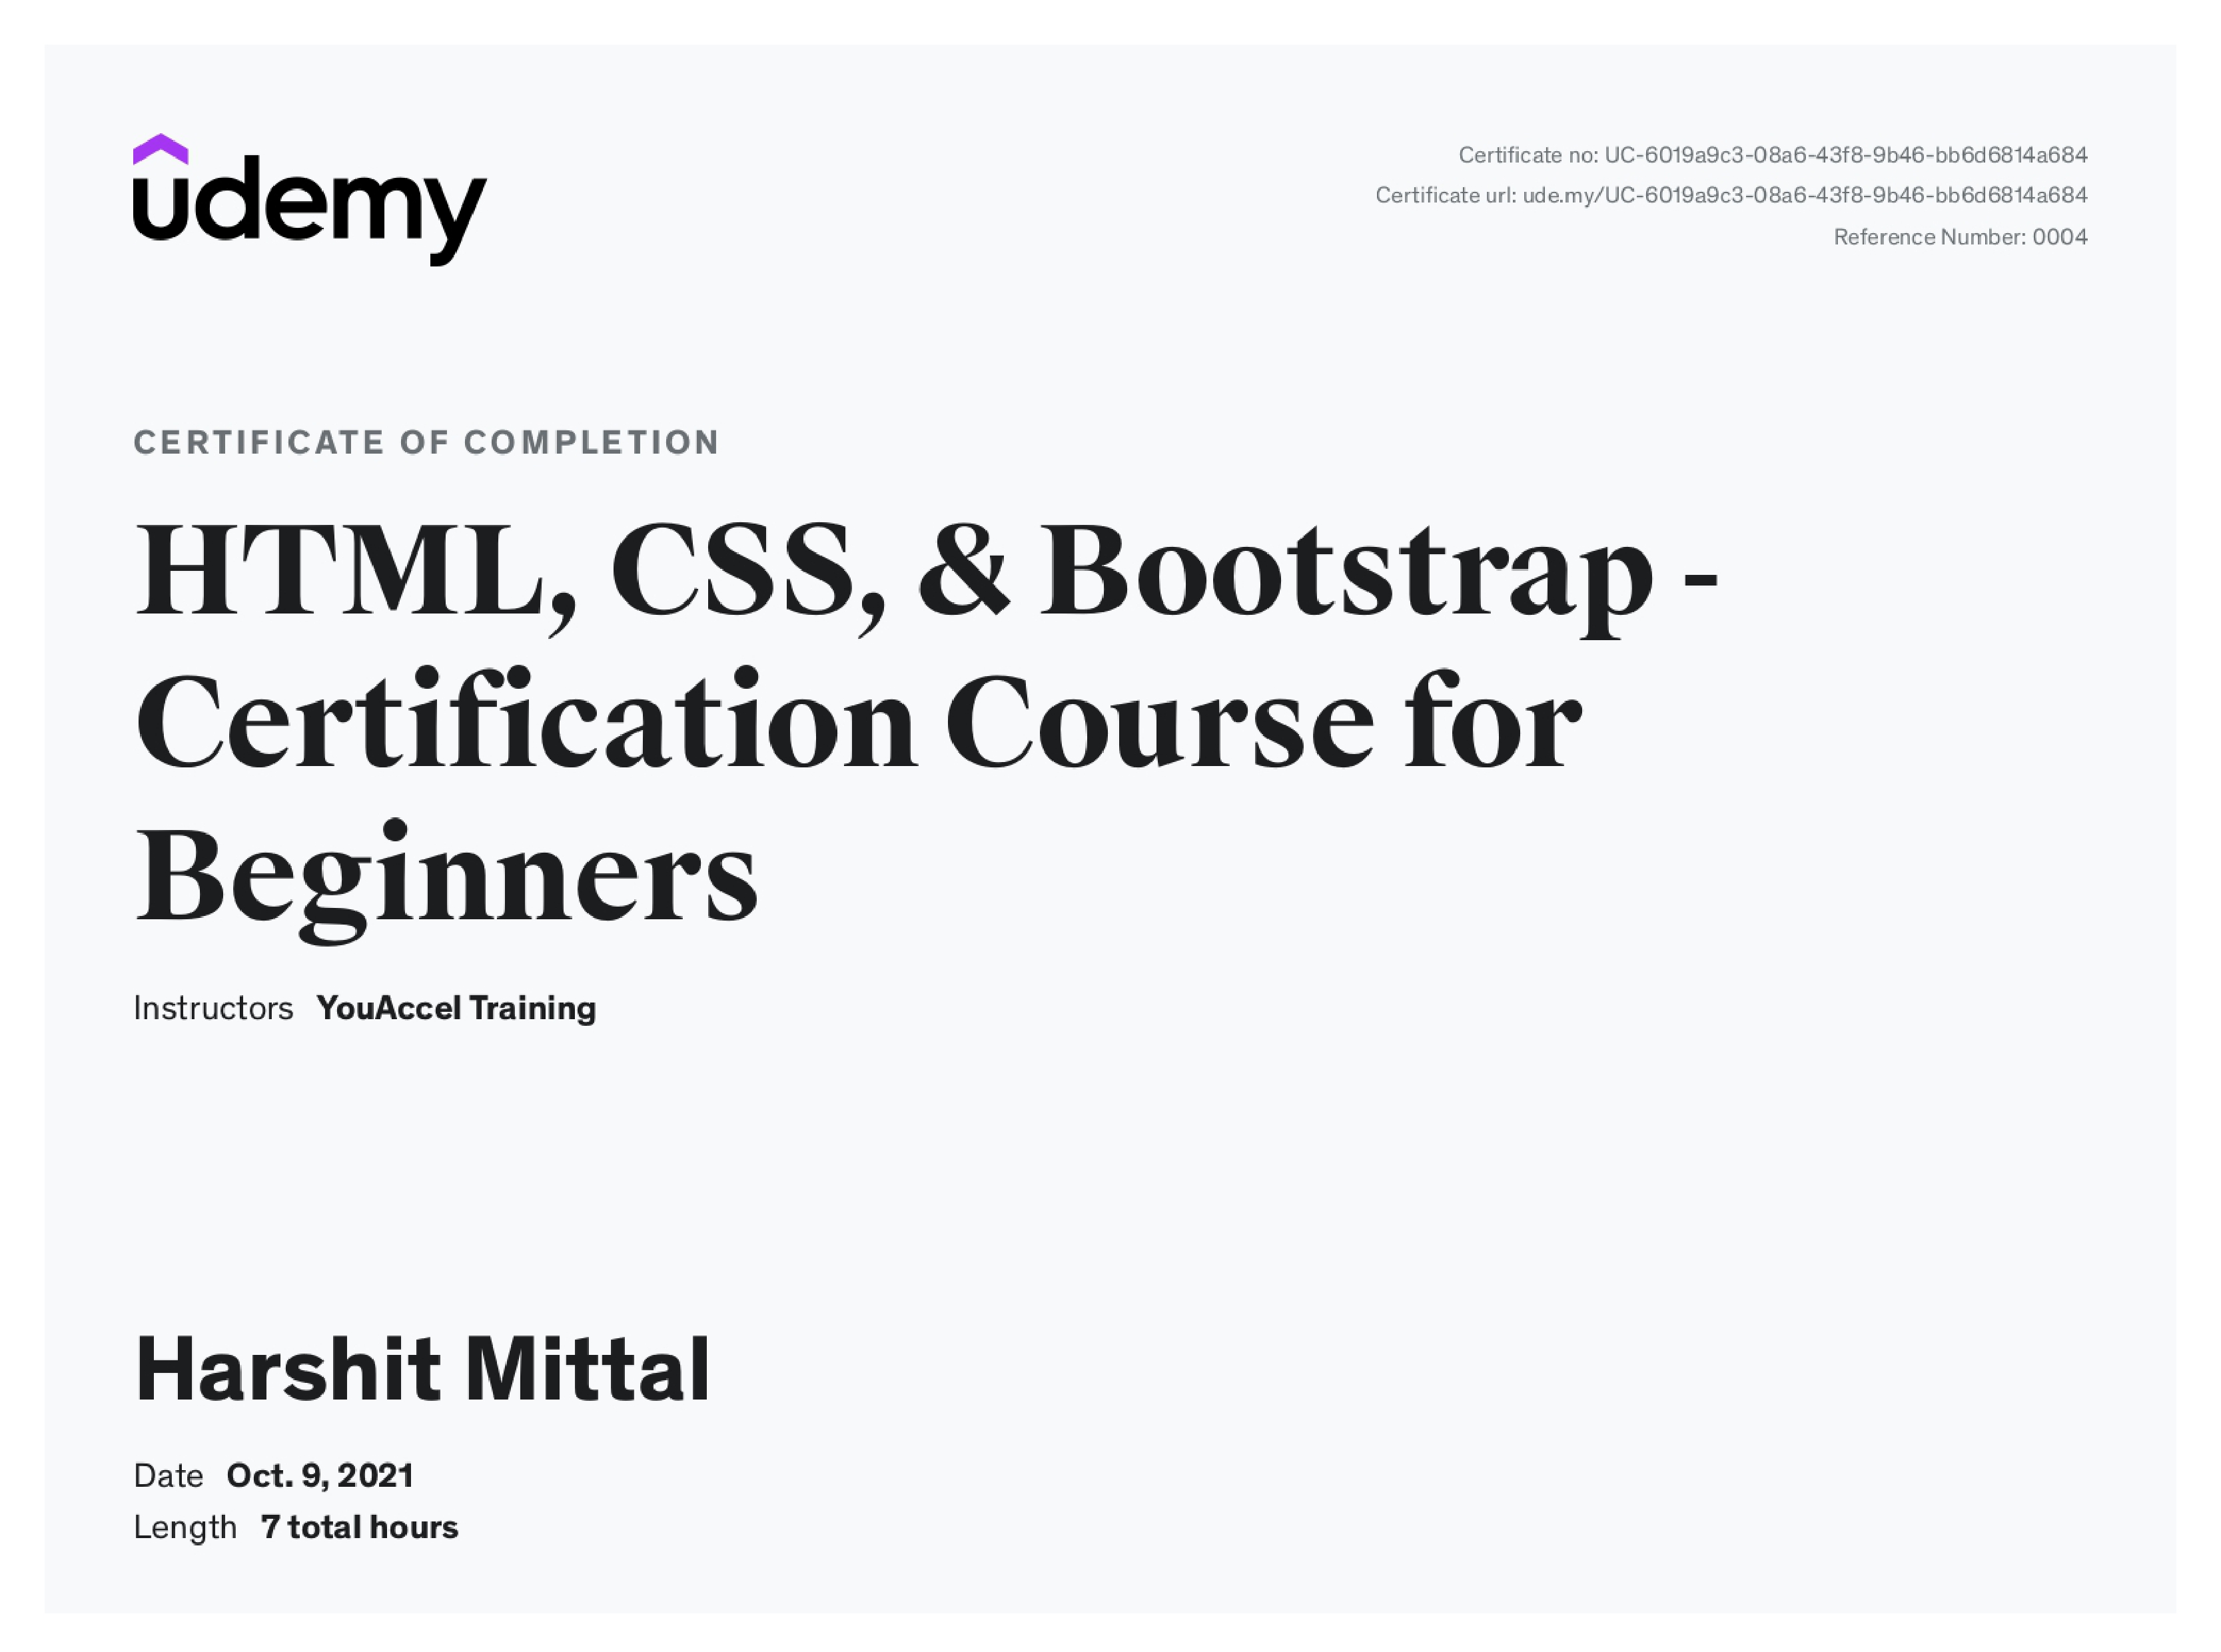 udemy
Certificate no: UC-6019a9c3-08a6-43f8-9b46-bb6d6814a684
Certificate url: ude.my/UC-6019a9c3-08a6-43f8-9b46-bb6d6814a684
Reference Number: 0004
CERTIFICATE OF COMPLETION
HTML, CSS, & Bootstrap -
Certification Course for
Beginners
Instructors YouAccel Training
Harshit Mittal
Date Oct. 9, 2021
Length 7 total hours